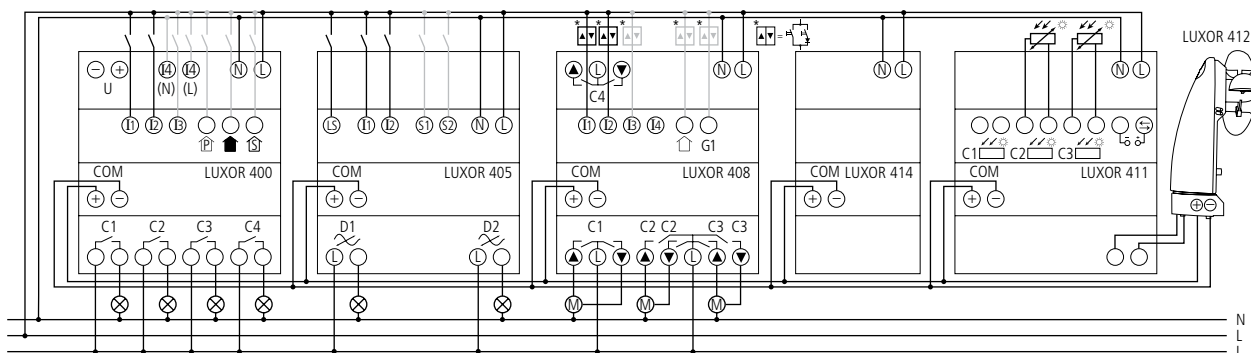 * * * * * * =
LUXOR 412
− + I4 I4 N L
U (N) (L)
I1 I2 I3 P S
COM LUXOR 400
+ −
C1 C2 C3 C4
LS I1 I2 S1 S2 N L
COM LUXOR 405
+ −
D1 D2
L L
L N L
C4
I1 I2 I3 I4 G1
COM LUXOR 408
+ −
C1 C2 C2 C3 C3
L L
M M M
N L
COM LUXOR 414
+ −
N L
C1 C2 C3
COM LUXOR 411
+ −
+ −
N
L
L